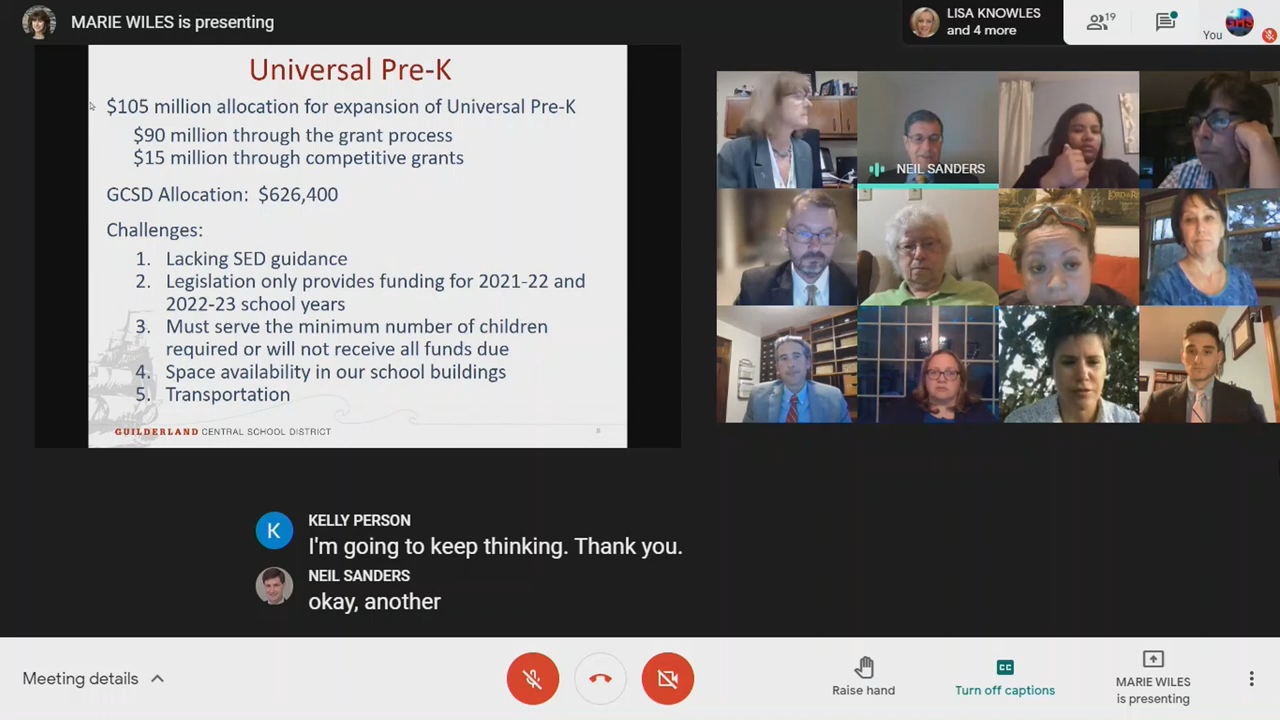 MARIE WILES is presenting
LISA KNOWLES
and 4 more
19
You
GHS
Universal Pre-K
$105 million allocation for expansion of Universal Pre-K
$90 million through the grant process
$15 million through competitive grants
GCSD Allocation: $626,400
Challenges:
1. Lacking SED guidance
2. Legislation only provides funding for 2021-22 and
2022-23 school years
3. Must serve the minimum number of children
required or will not receive all funds due
4. Space availability in our school buildings
5. Transportation
GUILDERLAND CENTRAL SCHOOL DISTRICT
NEIL SANDERS
K
KELLY PERSON
I'm going to keep thinking. Thank you.
NEIL SANDERS
okay, another
Meeting details
Raise hand
CC
Turn off captions
MARIE WILES
is presenting